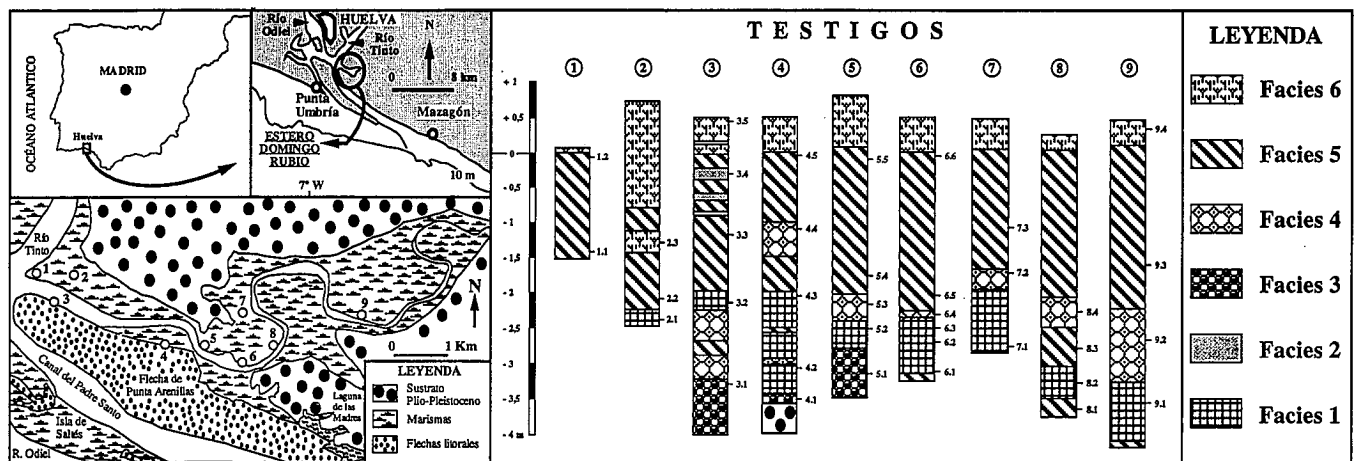 OCÉANO ATLANTICO
MADRID
Huelva
Río
Odiel
HUELVA
Río
Tinto
N
0 8 km
Punta
Umbría
Mazagón
ESTERO
DOMINGO
RUBIO
10 m
7° W
Río
Tinto
1
2
3
4
5
6
7
8
9
N
0 1 Km
Canal del Padre Santo
Flecha de
Punta Arenillas
Isla de
Saltés
R. Odiel
Laguna
de las
Madres
LEYENDA
Sustrato
Plio-Pleistoceno
Marismas
Flechas litorales
TESTIGOS
1 2 3 4 5 6 7 8 9
+ 1
+ 0,5
0
- 0,5
- 1
- 1,5
- 2
- 2,5
- 3
- 3,5
- 4 m
1.2
1.1
2.3
2.2
2.1
3.5
3.4
3.3
3.2
3.1
4.5
4.4
4.3
4.2
4.1
5.5
5.4
5.3
5.2
5.1
6.6
6.5
6.4
6.3
6.2
6.1
7.3
7.2
7.1
8.4
8.3
8.2
8.1
9.4
9.3
9.2
9.1
LEYENDA
Facies 6
Facies 5
Facies 4
Facies 3
Facies 2
Facies 1